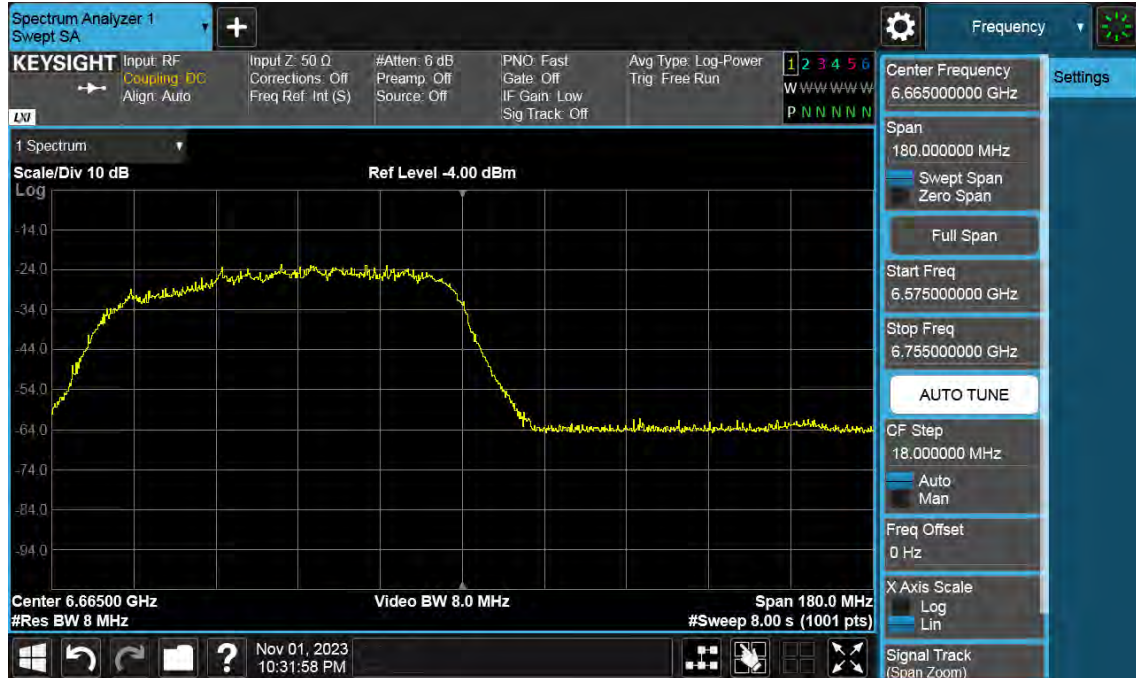 Spectrum Analyzer 1
Swept SA
Frequency
KEYSIGHT
LXI
Input: RF
Coupling: DC
Align: Auto
Input Z: 50 Ω
Corrections: Off
Freq Ref: Int (S)
#Atten: 6 dB
Preamp: Off
Source: Off
PNO: Fast
Gate: Off
IF Gain: Low
Sig Track: Off
Avg Type: Log-Power
Trig: Free Run
1 2 3 4 5 6
W W W W W W
P N N N N N
1 Spectrum
Scale/Div 10 dB
Ref Level -4.00 dBm
Log
-14.0
-24.0
-34.0
-44.0
-54.0
-64.0
-74.0
-84.0
-94.0
Center 6.66500 GHz
Video BW 8.0 MHz
Span 180.0 MHz
#Res BW 8 MHz
#Sweep 8.00 s (1001 pts)
?
Nov 01, 2023
10:31:58 PM
Center Frequency
6.665000000 GHz
Settings
Span
180.000000 MHz
Swept Span
Zero Span
Full Span
Start Freq
6.575000000 GHz
Stop Freq
6.755000000 GHz
AUTO TUNE
CF Step
18.000000 MHz
Auto
Man
Freq Offset
0 Hz
X Axis Scale
Log
Lin
Signal Track
(Span Zoom)